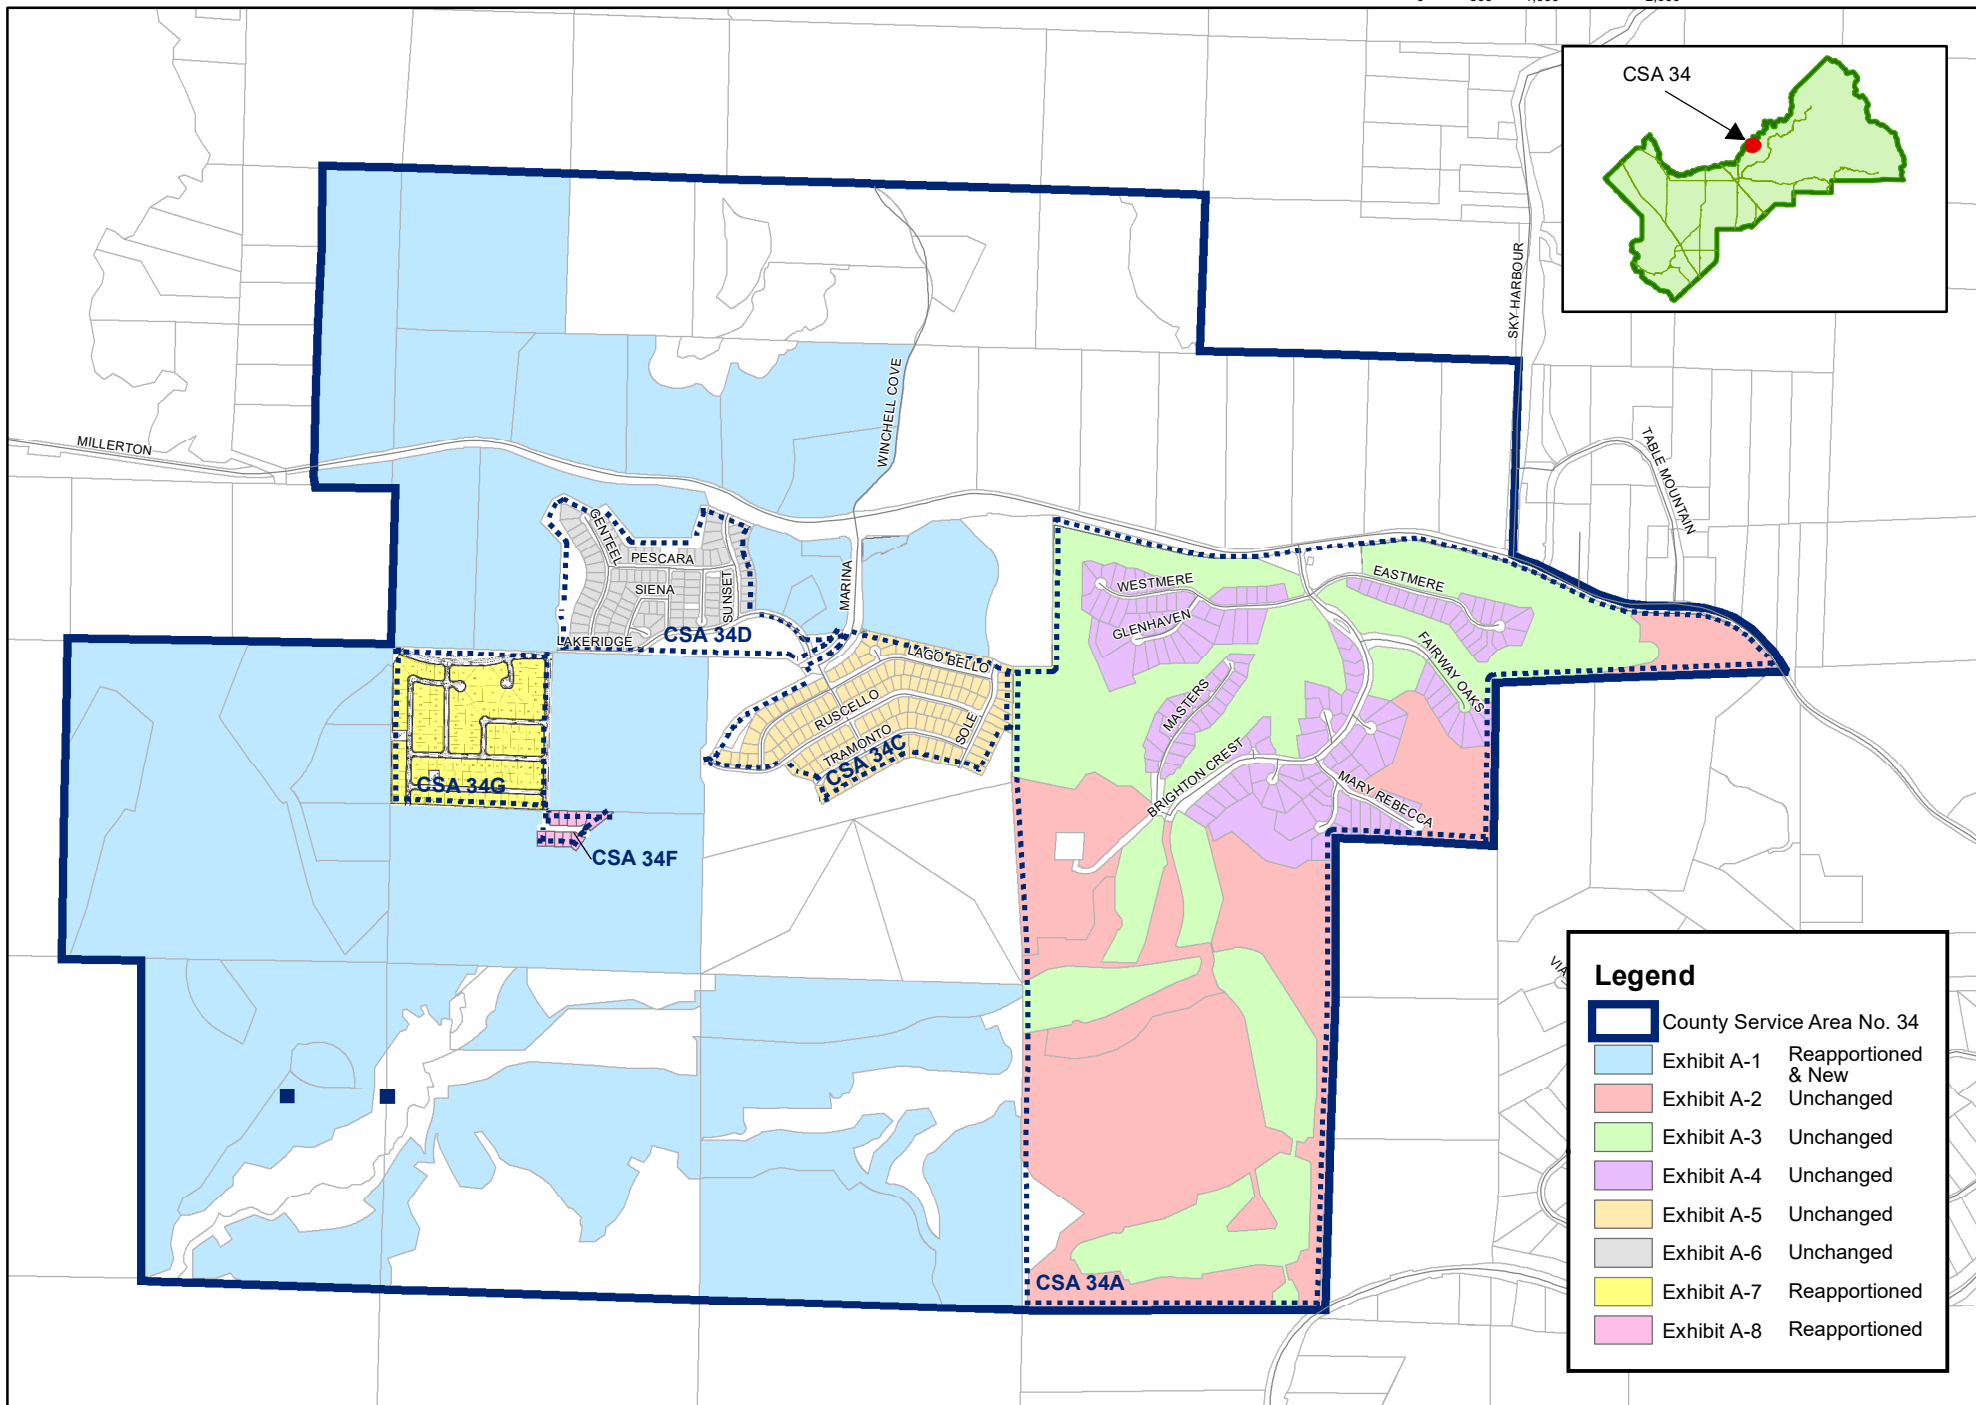 CSA 34
SKY HARBOUR
MILLERTON
WINCHELL COVE
TABLE MOUNTAIN
GENTEEL
PESCARA
SIENA
SUNSET
LAKERIDGE
CSA 34D
MARINA
WESTMERE
EASTMERE
GLENHAVEN
FAIRWAY OAKS
LAGO BELLO
RUSCELLO
MASTERS
SOLE
TRAMONTO
CSA 34C
BRIGHTON CREST
MARY REBECCA
CSA 34G
CSA 34F
VIA
CSA 34A
Legend
County Service Area No. 34
Exhibit A-1 Reapportioned
& New
Exhibit A-2 Unchanged
Exhibit A-3 Unchanged
Exhibit A-4 Unchanged
Exhibit A-5 Unchanged
Exhibit A-6 Unchanged
Exhibit A-7 Reapportioned
Exhibit A-8 Reapportioned